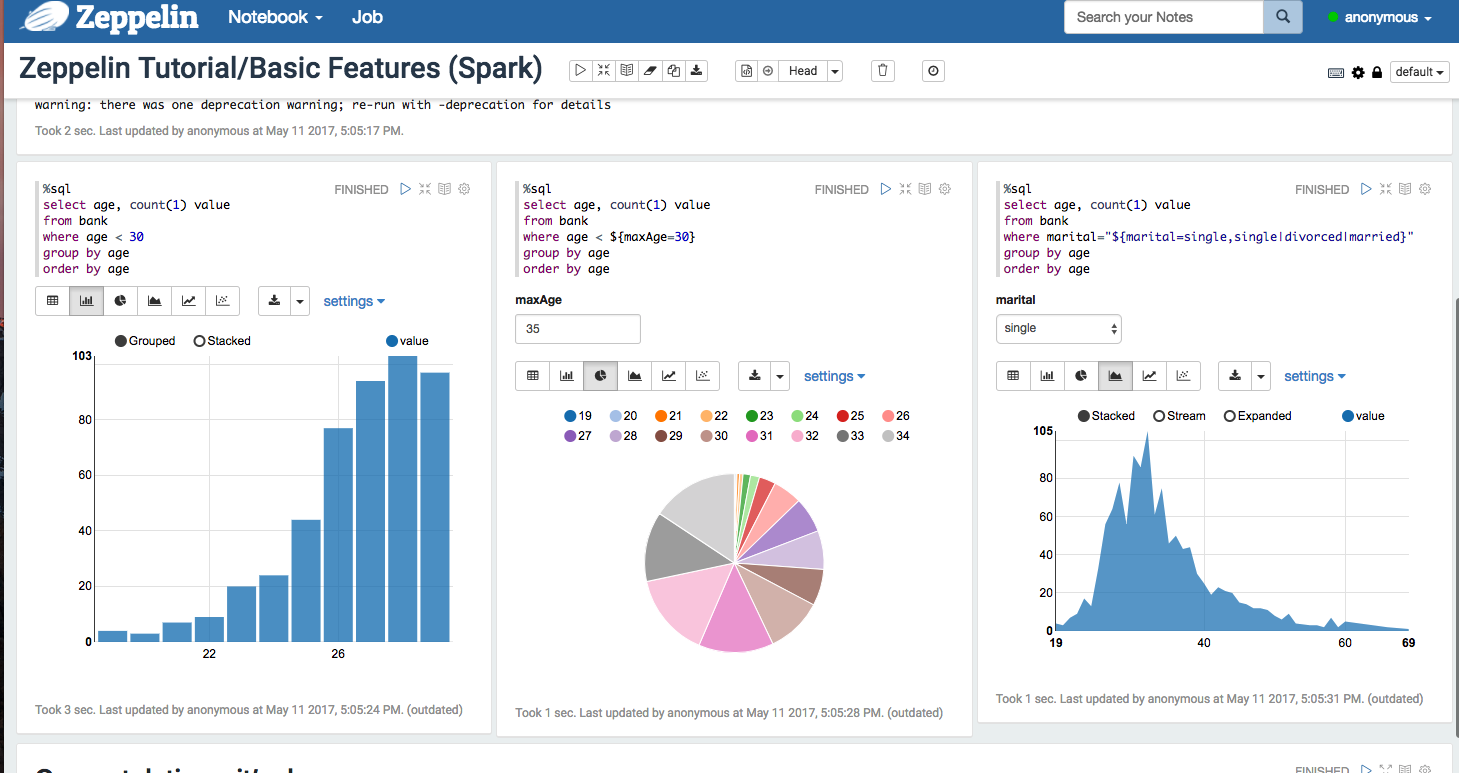 Zeppelin Notebook Job Search your Notes anonymous
Zeppelin Tutorial/Basic Features (Spark) Head default
warning: there was one deprecation warning; re-run with -deprecation for details
Took 2 sec. Last updated by anonymous at May 11 2017, 5:05:17 PM.
%sql FINISHED
select age, count(1) value
from bank
where age < 30
group by age
order by age
settings
Grouped Stacked value
103
80
60
40
20
0
22 26
Took 3 sec. Last updated by anonymous at May 11 2017, 5:05:24 PM. (outdated)
%sql FINISHED
select age, count(1) value
from bank
where age < ${maxAge=30}
group by age
order by age
maxAge
35
settings
19 20 21 22 23 24 25 26
27 28 29 30 31 32 33 34
Took 1 sec. Last updated by anonymous at May 11 2017, 5:05:28 PM. (outdated)
%sql FINISHED
select age, count(1) value
from bank
where marital="${marital=single,single|divorced|married}"
group by age
order by age
marital
single
settings
Stacked Stream Expanded value
105
80
60
40
20
0
19 40 60 69
Took 1 sec. Last updated by anonymous at May 11 2017, 5:05:31 PM. (outdated)
FINISHED